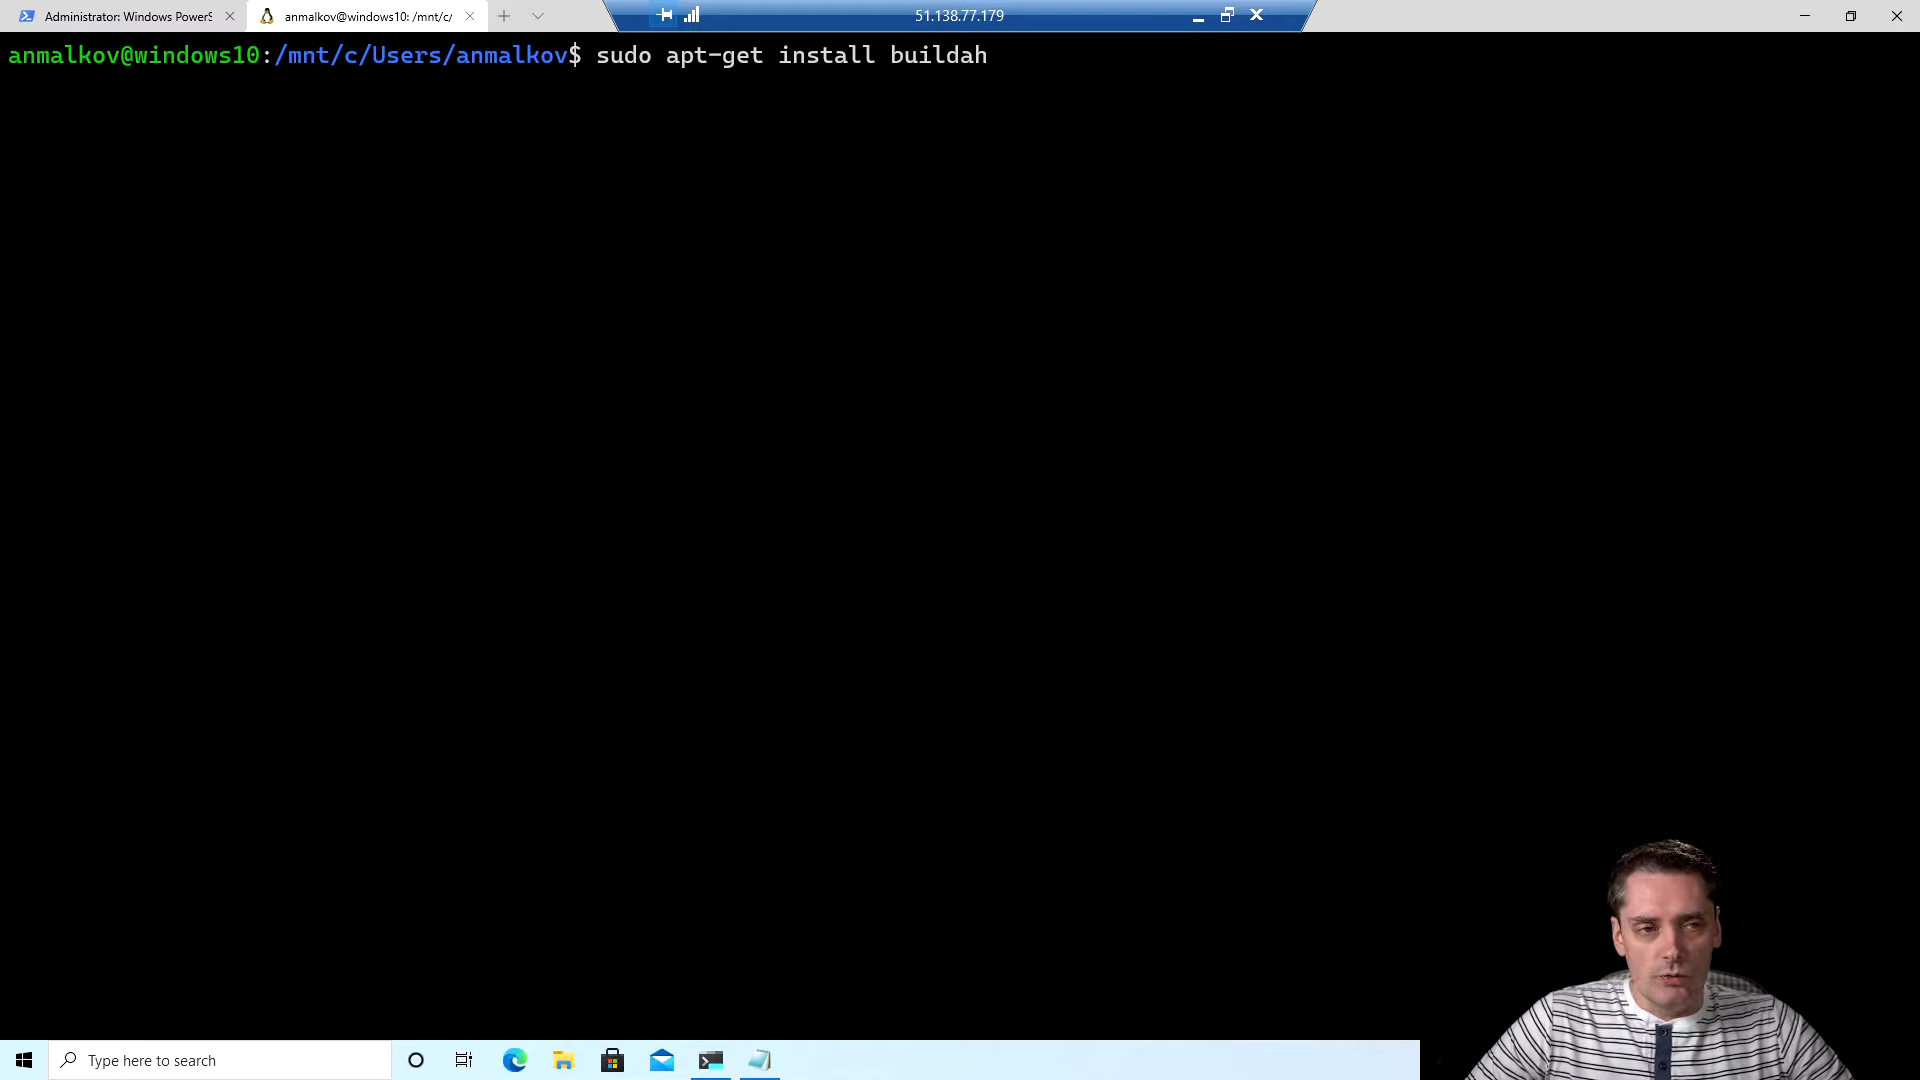 Administrator: Windows PowerS
anmalkov@windows10: /mnt/c/
51.138.77.179
anmalkov@windows10:/mnt/c/Users/anmalkov$ sudo apt-get install buildah
Type here to search